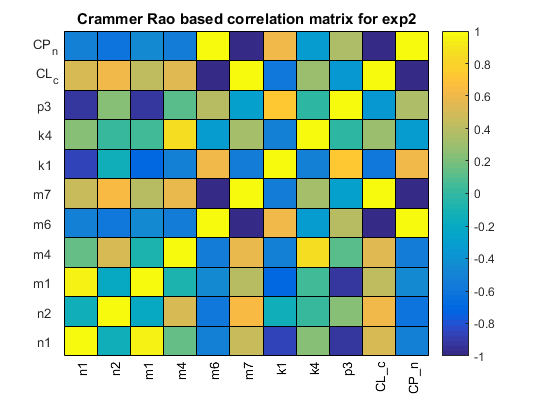 Crammer Rao based correlation matrix for exp2
CPn
CLc
p3
k4
k1
m7
m6
m4
m1
n2
n1
n1
n2
m1
m4
m6
m7
k1
k4
p3
CL_c
CP_n
1
0.8
0.6
0.4
0.2
0
-0.2
-0.4
-0.6
-0.8
-1